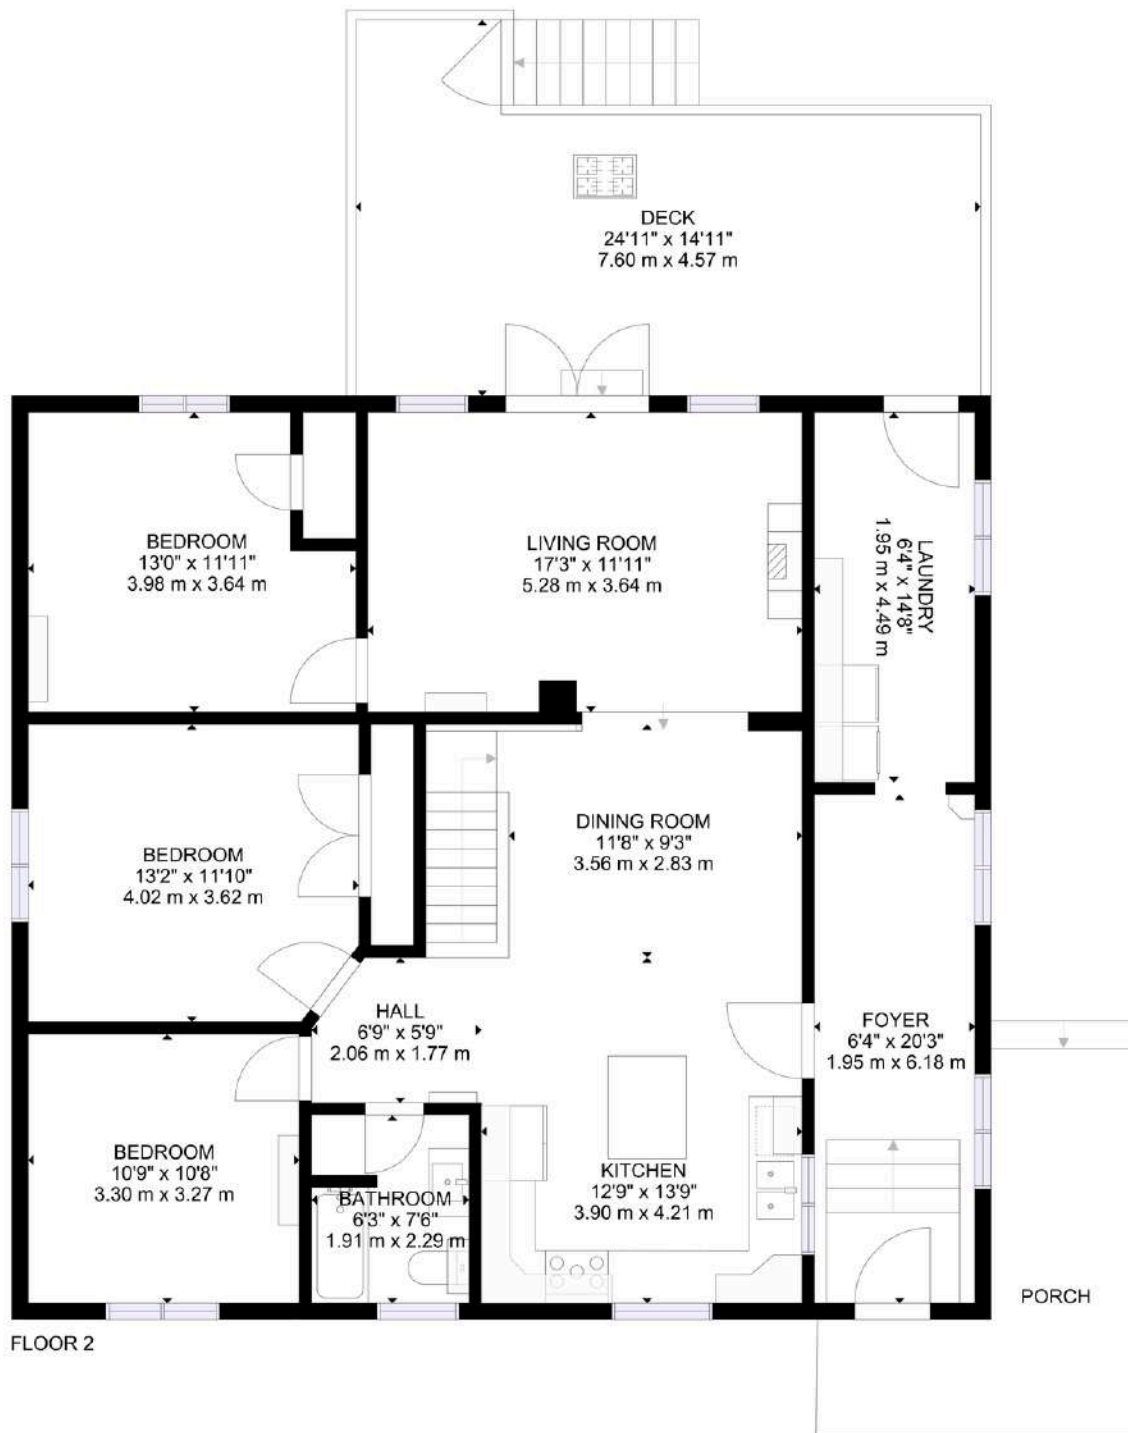 DECK
24'11" x 14'11"
7.60 m x 4.57 m
BEDROOM
13'0" x 11'11"
3.98 m x 3.64 m
LIVING ROOM
17'3" x 11'11"
5.28 m x 3.64 m
LAUNDRY
6'4" x 14'8"
1.95 m x 4.49 m
BEDROOM
13'2" x 11'10"
4.02 m x 3.62 m
DINING ROOM
11'8" x 9'3"
3.56 m x 2.83 m
HALL
6'9" x 5'9"
2.06 m x 1.77 m
FOYER
6'4" x 20'3"
1.95 m x 6.18 m
BEDROOM
10'9" x 10'8"
3.30 m x 3.27 m
BATHROOM
6'3" x 7'6"
1.91 m x 2.29 m
KITCHEN
12'9" x 13'9"
3.90 m x 4.21 m
PORCH
FLOOR 2